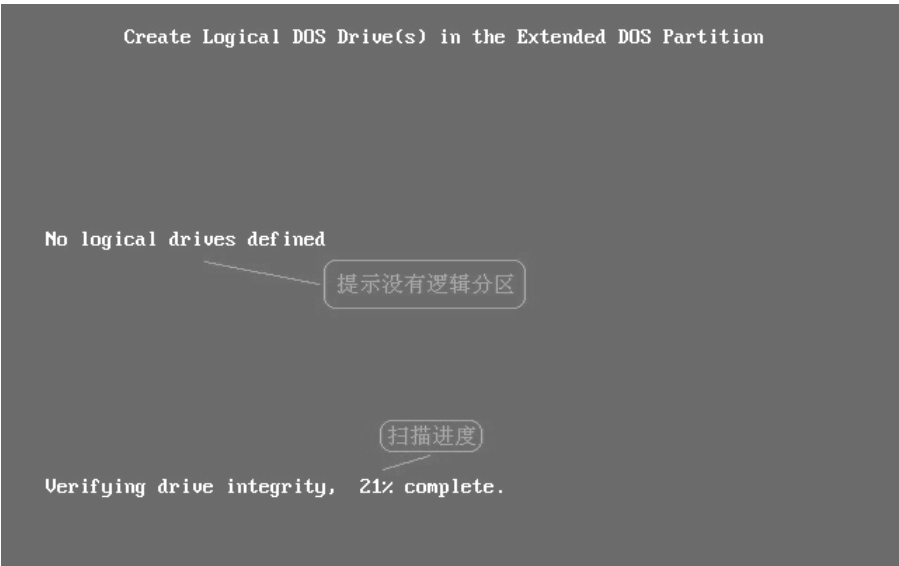 Create Logical DOS Drive(s) in the Extended DOS Partition
No logical drives defined
提示没有逻辑分区
扫描进度
Verifying drive integrity, 21% complete.